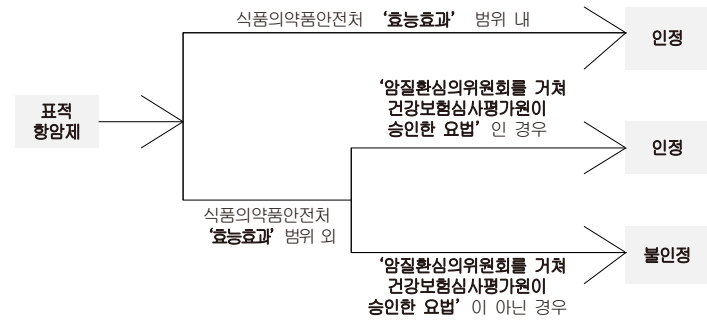 식품의약품안전처 ‘효능효과’ 범위 내
인정
‘암질환심의위원회를 거쳐
건강보험심사평가원이
승인한 요법’ 인 경우
표적
항암제
인정
식품의약품안전처
‘효능효과’ 범위 외
불인정
‘암질환심의위원회를 거쳐
건강보험심사평가원이
승인한 요법’ 이 아닌 경우